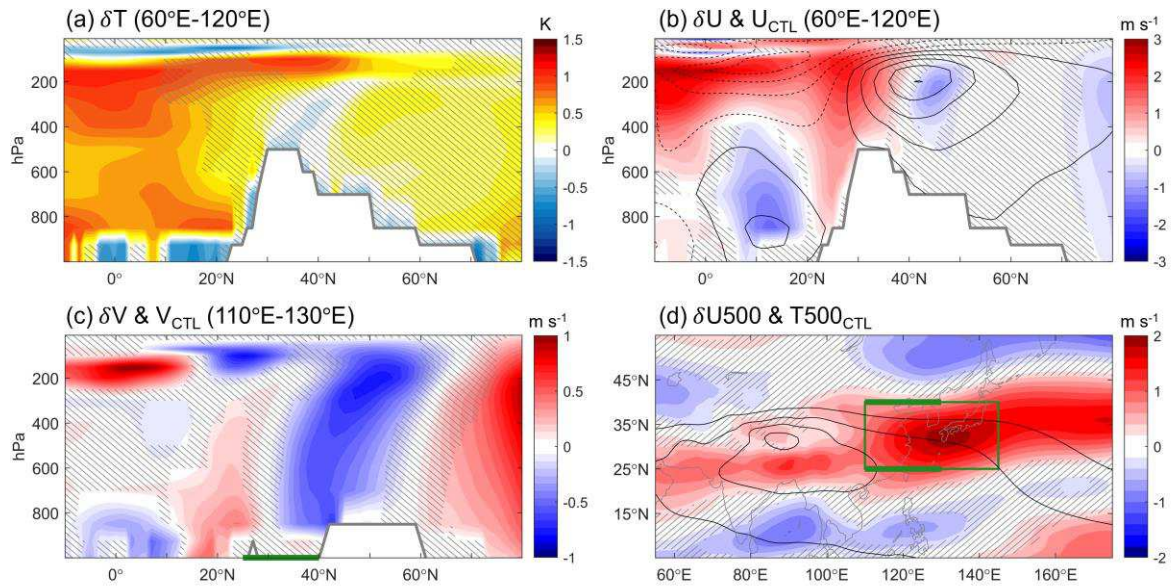 (a) δT (60°E-120°E)
K
hPa
200
400
600
800
0°
20°N
40°N
60°N
1.5
1
0.5
0
-0.5
-1
-1.5
(b) δU & U_CTL (60°E-120°E)
m s⁻¹
hPa
200
400
600
800
0°
20°N
40°N
60°N
3
2
1
0
-1
-2
-3
(c) δV & V_CTL (110°E-130°E)
m s⁻¹
hPa
200
400
600
800
0°
20°N
40°N
60°N
1
0.5
0
-0.5
-1
(d) δU500 & T500_CTL
m s⁻¹
45°N
35°N
25°N
15°N
60°E
80°E
100°E
120°E
140°E
160°E
2
1
0
-1
-2